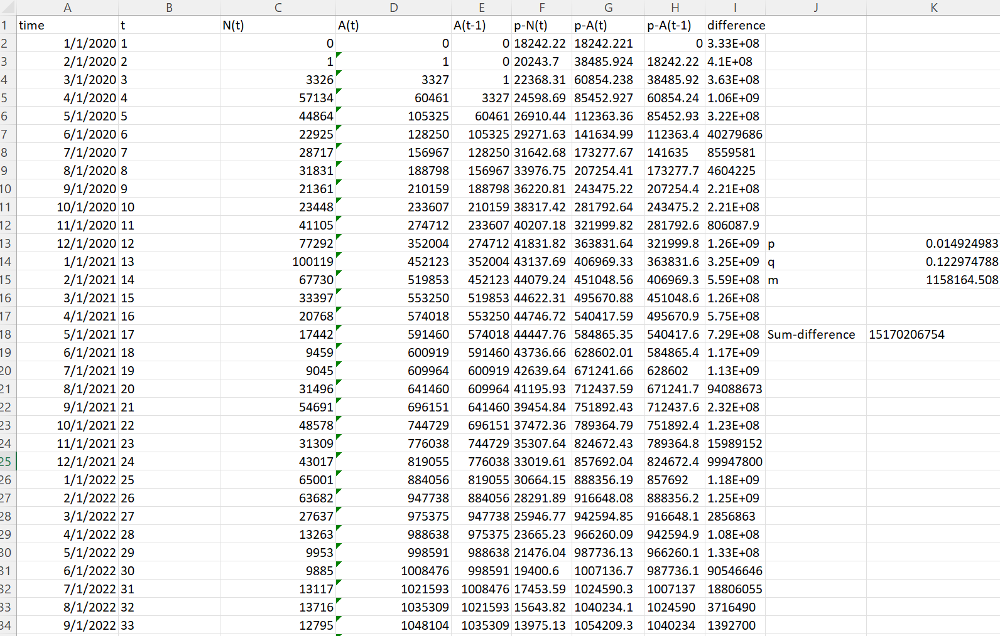 A B C D E F G H I J K
1 time t N(t) A(t) A(t-1) p-N(t) p-A(t) p-A(t-1) difference
2 1/1/2020 1 0 0 0 18242.22 18242.221 0 3.33E+08
3 2/1/2020 2 1 1 0 20243.7 38485.924 18242.22 4.1E+08
4 3/1/2020 3 3326 3327 1 22368.31 60854.238 38485.92 3.63E+08
5 4/1/2020 4 57134 60461 3327 24598.69 85452.927 60854.24 1.06E+09
6 5/1/2020 5 44864 105325 60461 26910.44 112363.36 85452.93 3.22E+08
7 6/1/2020 6 22925 128250 105325 29271.63 141634.99 112363.4 40279686
8 7/1/2020 7 28717 156967 128250 31642.68 173277.67 141635 8559581
9 8/1/2020 8 31831 188798 156967 33976.75 207254.41 173277.7 4604225
10 9/1/2020 9 21361 210159 188798 36220.81 243475.22 207254.4 2.21E+08
11 10/1/2020 10 23448 233607 210159 38317.42 281792.64 243475.2 2.21E+08
12 11/1/2020 11 41105 274712 233607 40207.18 321999.82 281792.6 806087.9
13 12/1/2020 12 77292 352004 274712 41831.82 363831.64 321999.8 1.26E+09 p 0.014924983
14 1/1/2021 13 100119 452123 352004 43137.69 406969.33 363831.6 3.25E+09 q 0.122974788
15 2/1/2021 14 67730 519853 452123 44079.24 451048.56 406969.3 5.59E+08 m 1158164.508
16 3/1/2021 15 33397 553250 519853 44622.31 495670.88 451048.6 1.26E+08
17 4/1/2021 16 20768 574018 553250 44746.72 540417.59 495670.9 5.75E+08
18 5/1/2021 17 17442 591460 574018 44447.76 584865.35 540417.6 7.29E+08 Sum-difference 15170206754
19 6/1/2021 18 9459 600919 591460 43736.66 628602.01 584865.4 1.17E+09
20 7/1/2021 19 9045 609964 600919 42639.64 671241.66 628602 1.13E+09
21 8/1/2021 20 31496 641460 609964 41195.93 712437.59 671241.7 94088673
22 9/1/2021 21 54691 696151 641460 39454.84 751892.43 712437.6 2.32E+08
23 10/1/2021 22 48578 744729 696151 37472.36 789364.79 751892.4 1.23E+08
24 11/1/2021 23 31309 776038 744729 35307.64 824672.43 789364.8 15989152
25 12/1/2021 24 43017 819055 776038 33019.61 857692.04 824672.4 99947800
26 1/1/2022 25 65001 884056 819055 30664.15 888356.19 857692 1.18E+09
27 2/1/2022 26 63682 947738 884056 28291.89 916648.08 888356.2 1.25E+09
28 3/1/2022 27 27637 975375 947738 25946.77 942594.85 916648.1 2856863
29 4/1/2022 28 13263 988638 975375 23665.23 966260.09 942594.9 1.08E+08
30 5/1/2022 29 9953 998591 988638 21476.04 987736.13 966260.1 1.33E+08
31 6/1/2022 30 9885 1008476 998591 19400.6 1007136.7 987736.1 90546646
32 7/1/2022 31 13117 1021593 1008476 17453.59 1024590.3 1007137 18806055
33 8/1/2022 32 13716 1035309 1021593 15643.82 1040234.1 1024590 3716490
34 9/1/2022 33 12795 1048104 1035309 13975.13 1054209.3 1040234 1392700